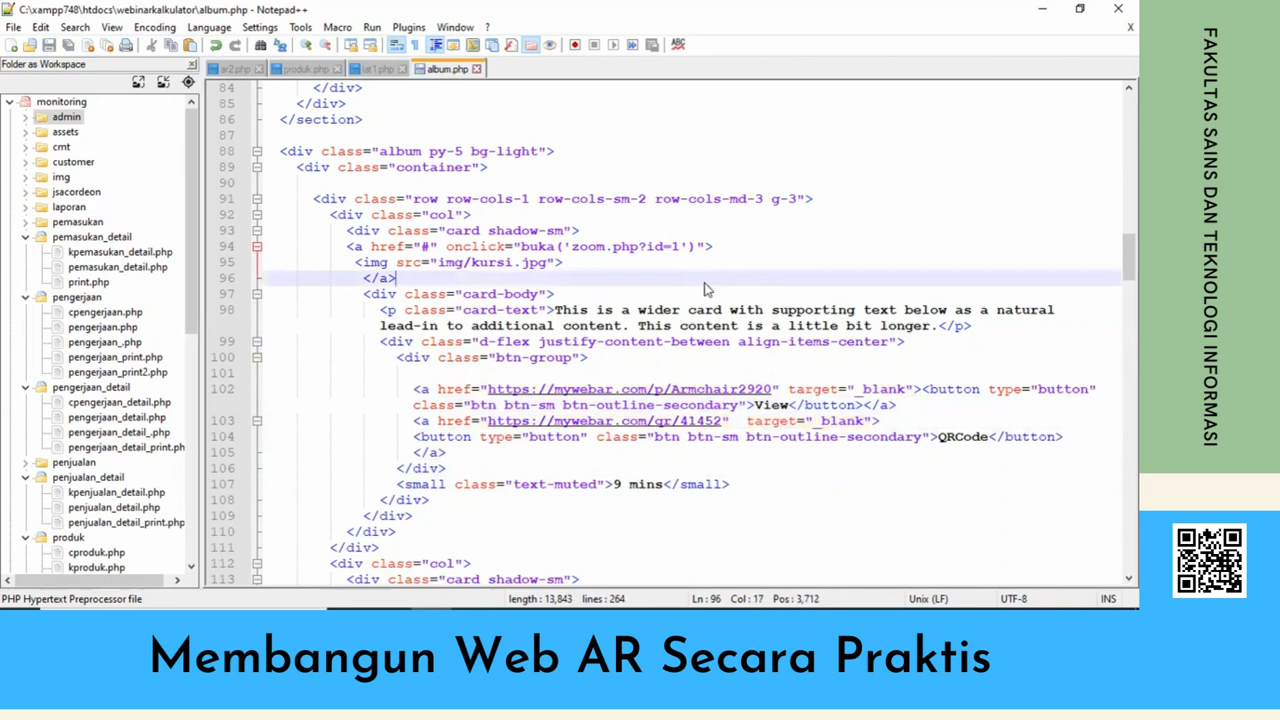 C:\xampp748\htdocs\webinarkalkulator\album.php - Notepad++
File Edit Search View Encoding Language Settings Tools Macro Run Plugins Window ?
X
Folder as Workspace
ar2.php produk.php lat1.php album.php
monitoring
admin
assets
cmt
customer
img
jsacordeon
laporan
pemasukan
pemasukan_detail
kpemasukan_detail.php
pemasukan_detail.php
print.php
pengerjaan
cpengerjaan.php
pengerjaan.php
pengerjaan_.php
pengerjaan_print.php
pengerjaan_print2.php
pengerjaan_detail
cpengerjaan_detail.php
pengerjaan_detail.php
pengerjaan_detail_.php
pengerjaan_detail_print.ph
penjualan
penjualan_detail
kpenjualan_detail.php
penjualan_detail.php
penjualan_detail_print.php
produk
cproduk.php
kproduk.php
84 </div>
85 </div>
86 </section>
87
88 <div class="album py-5 bg-light">
89 <div class="container">
90
91 <div class="row row-cols-1 row-cols-sm-2 row-cols-md-3 g-3">
92 <div class="col">
93 <div class="card shadow-sm">
94 <a href="#" onclick="buka('zoom.php?id=1')">
95 <img src="img/kursi.jpg">
96 </a>
97 <div class="card-body">
98 <p class="card-text">This is a wider card with supporting text below as a natural
lead-in to additional content. This content is a little bit longer.</p>
99 <div class="d-flex justify-content-between align-items-center">
100 <div class="btn-group">
101
102 <a href="https://mywebar.com/p/Armchair2920" target="_blank"><button type="button"
class="btn btn-sm btn-outline-secondary">View</button></a>
103 <a href="https://mywebar.com/qr/41452" target="_blank">
104 <button type="button" class="btn btn-sm btn-outline-secondary">QRCode</button>
105 </a>
106 </div>
107 <small class="text-muted">9 mins</small>
108 </div>
109 </div>
110 </div>
111 </div>
112 <div class="col">
113 <div class="card shadow-sm">
PHP Hypertext Preprocessor file length : 13,843 lines : 264 Ln : 96 Col : 17 Pos : 3,712 Unix (LF) UTF-8 INS
FAKULTAS SAINS DAN TEKNOLOGI INFORMASI
Membangun Web AR Secara Praktis